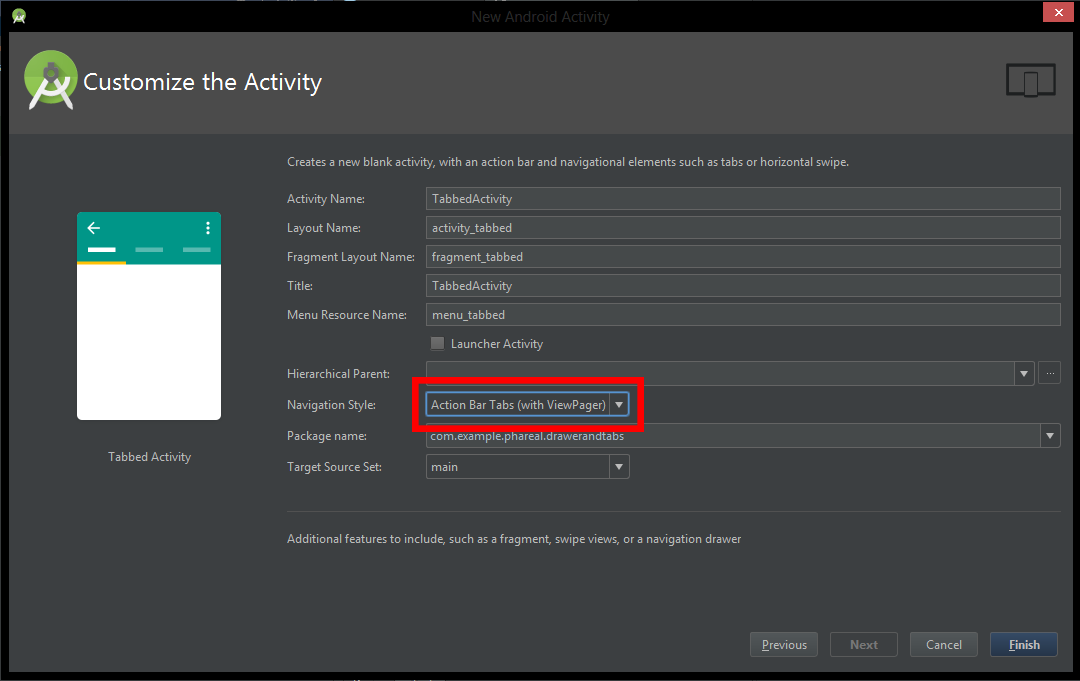 New Android Activity
Customize the Activity
Creates a new blank activity, with an action bar and navigational elements such as tabs or horizontal swipe.
Activity Name: TabbedActivity
Layout Name: activity_tabbed
Fragment Layout Name: fragment_tabbed
Title: TabbedActivity
Menu Resource Name: menu_tabbed
Launcher Activity
Hierarchical Parent: ...
Navigation Style: Action Bar Tabs (with ViewPager)
Package name: com.example.phareal.drawerandtabs
Tabbed Activity
Target Source Set: main
Additional features to include, such as a fragment, swipe views, or a navigation drawer
Previous Next Cancel Finish